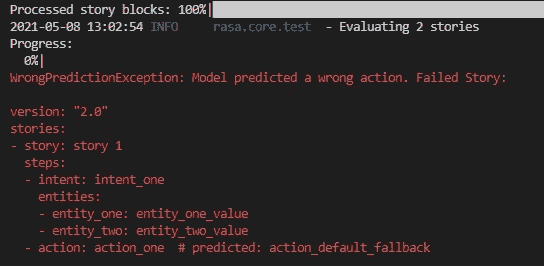 Processed story blocks: 100%|
2021-05-08 13:02:54 INFO     rasa.core.test  - Evaluating 2 stories
Progress:
  0%|
WrongPredictionException: Model predicted a wrong action. Failed Story:

version: "2.0"
stories:
- story: story 1
  steps:
  - intent: intent_one
    entities:
    - entity_one: entity_one_value
    - entity_two: entity_two_value
  - action: action_one  # predicted: action_default_fallback